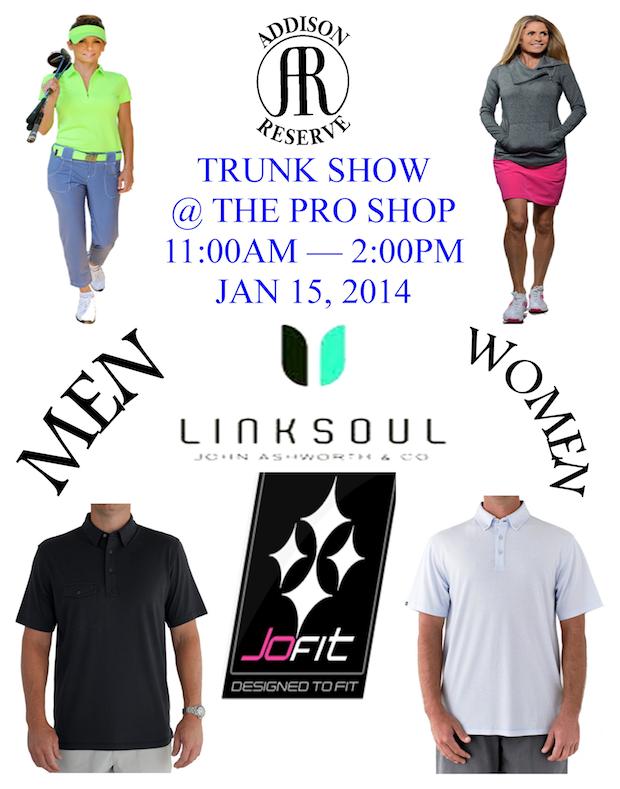 ADDISON
AR
RESERVE
TRUNK SHOW
@ THE PRO SHOP
11:00AM — 2:00PM
JAN 15, 2014
MEN
WOMEN
LINKSOUL
JOHN ASHWORTH & CO
JOFIT
DESIGNED TO FIT